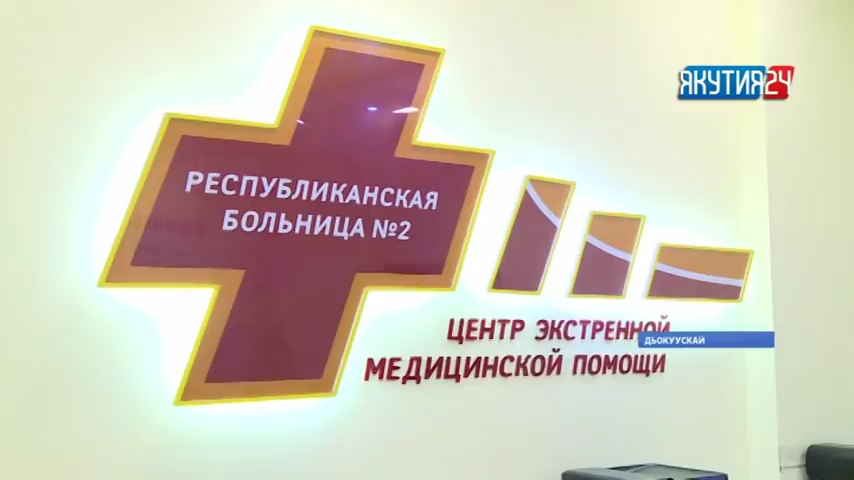 ЯКУТИЯ24
РЕСПУБЛИКАНСКАЯ
БОЛЬНИЦА №2
ЦЕНТР ЭКСТРЕННОЙ
МЕДИЦИНСКОЙ ПОМОЩИ
ДЬОКУУСКАЙ